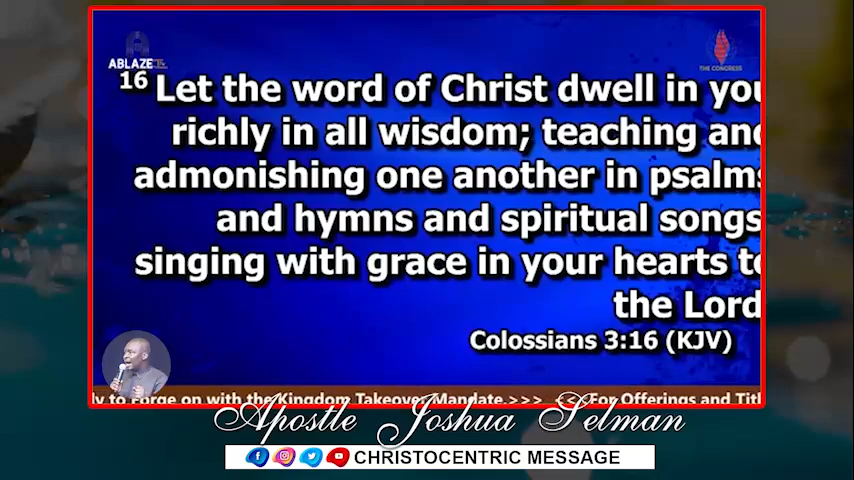 ABLAZE TV
THE CONGRESS
16 Let the word of Christ dwell in you
richly in all wisdom; teaching and
admonishing one another in psalms
and hymns and spiritual songs,
singing with grace in your hearts to
the Lord
Colossians 3:16 (KJV)
ly to Forge on with the Kingdom Takeover Mandate.>>> <<<For Offerings and Tith
Apostle Joshua Selman
CHRISTOCENTRIC MESSAGE